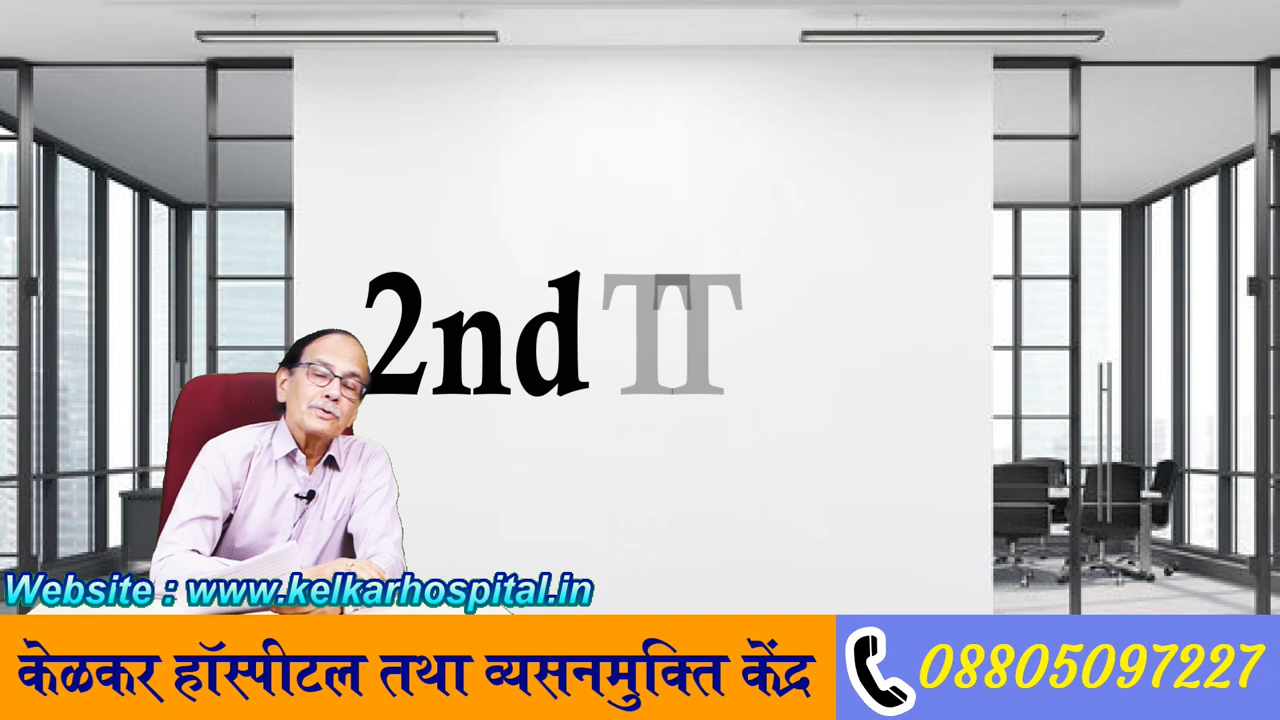 2nd
Website : www.kelkarhospital.in
केळकर हॉस्पीटल तथा व्यसनमुक्ति केंद्र
08805097227